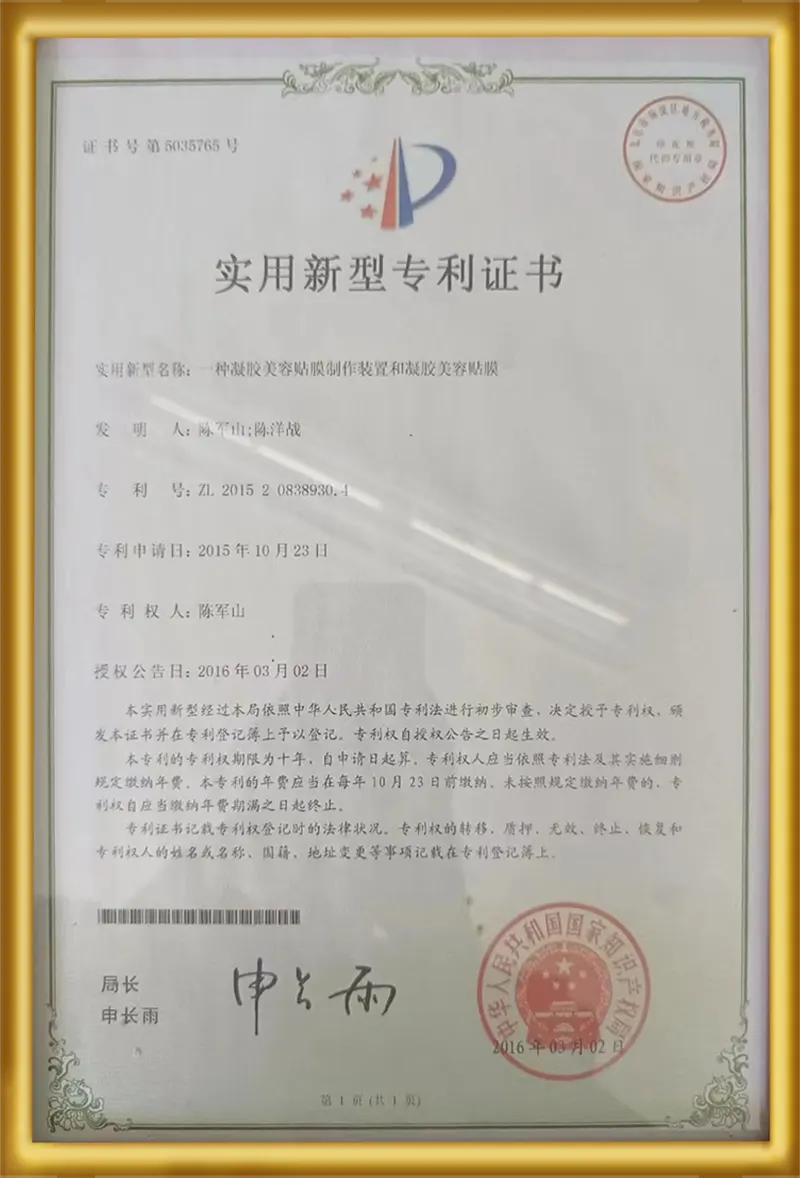 证书号第5035765号
实用新型专利证书
实用新型名称：一种凝胶美容贴膜制作装置和凝胶美容贴膜
发明人：陈军山;陈洋战
专利号：ZL 2015 2 0838930.4
专利申请日：2015年10月23日
专利权人：陈军山
授权公告日：2016年03月02日
本实用新型经过本局依照中华人民共和国专利法进行初步审查，决定授予专利权，颁
发本证书并在专利登记簿上予以登记。专利权自授权公告之日起生效。
本专利的专利权期限为十年，自申请日起算。专利权人应当依照专利法及其实施细则
规定缴纳年费。本专利的年费应当在每年10月23日前缴纳。未按照规定缴纳年费的，专
利权自应当缴纳年费期满之日起终止。
专利证书记载专利权登记时的法律状况。专利权的转移、质押、无效、终止、恢复和
专利权人的姓名或名称、国籍、地址变更等事项记载在专利登记簿上。
局长
申长雨
申长雨
中华人民共和国国家知识产权局
2016年03月02日
第 1 页 (共 1 页)